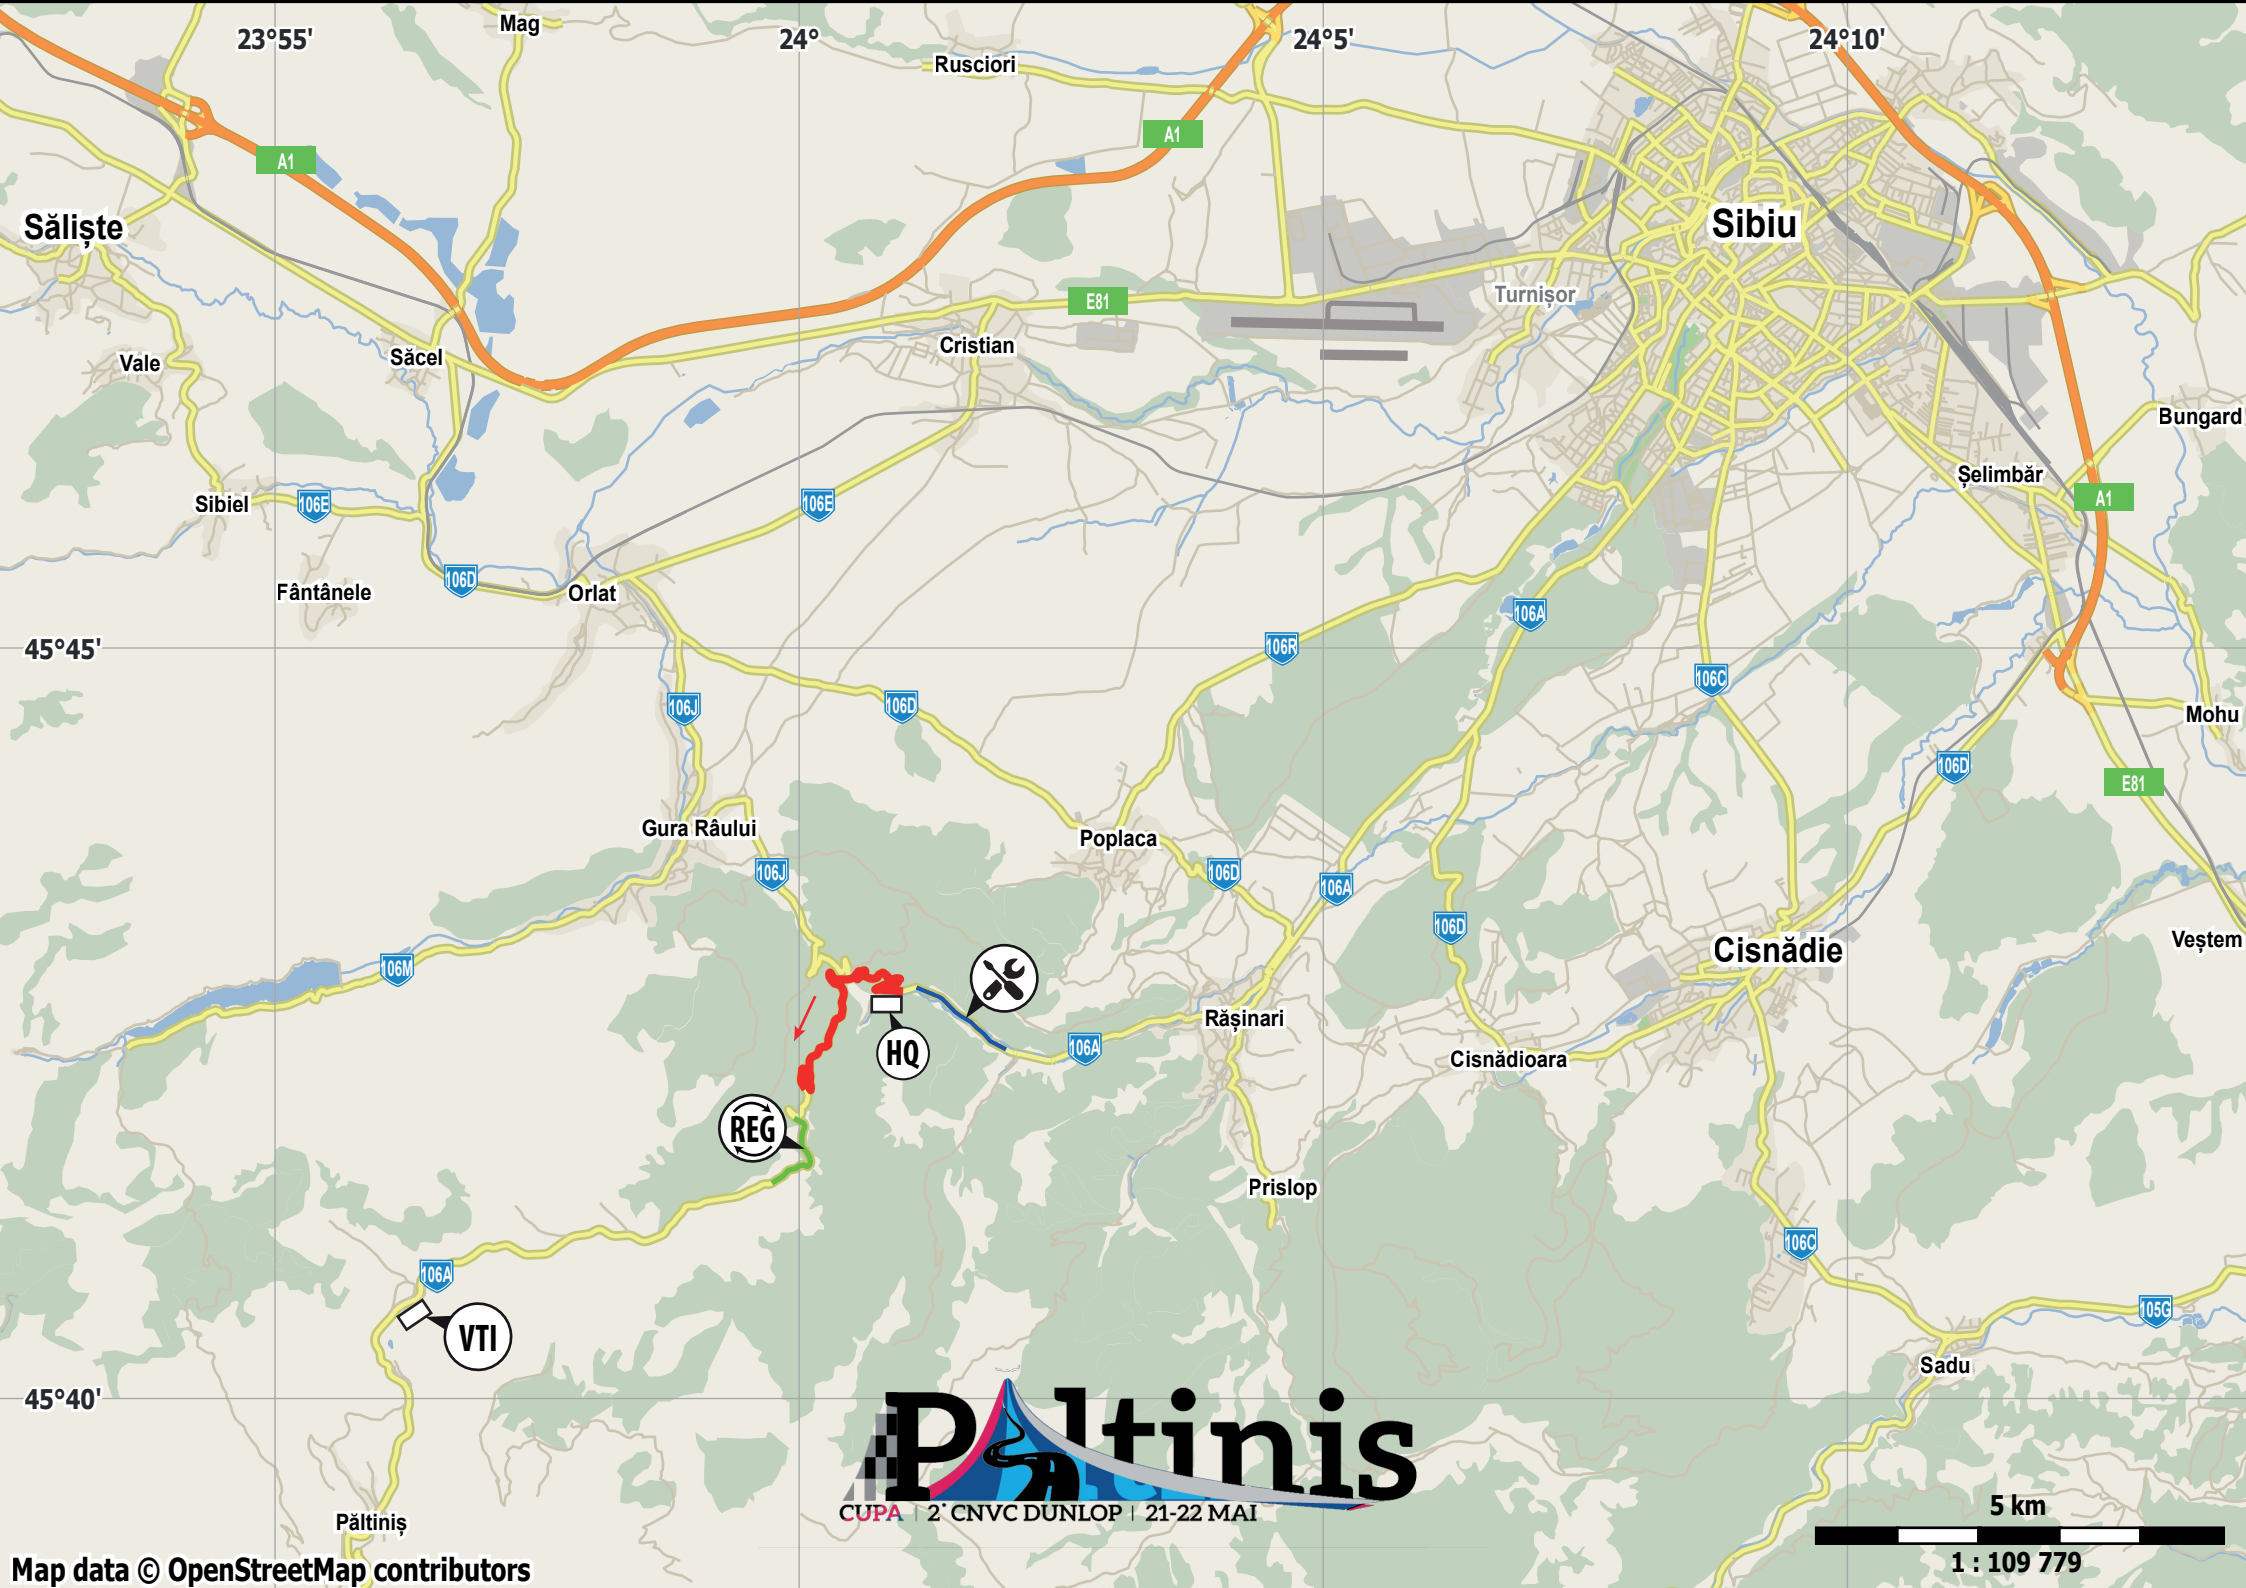 Mag
23°55'
24°
24°5'
24°10'
Rusciori
A1
A1
Săliște
Sibiu
Turnișor
E81
Cristian
Săcel
Vale
Bungard
Șelimbăr
A1
Sibiel
106E
106E
106D
Fântânele
Orlat
106A
45°45'
106R
106C
106J
106D
Mohu
106D
E81
Gura Râului
Poplaca
106J
106D
106A
106D
Veștem
Cisnădie
106M
HQ
Rășinari
106A
Cisnădioara
REG
Prislop
106C
106A
105G
VTI
Sadu
45°40'
Păltiniș
Paltinis
CUPA | 2° CNVC DUNLOP | 21-22 MAI
5 km
1 : 109 779
Map data © OpenStreetMap contributors